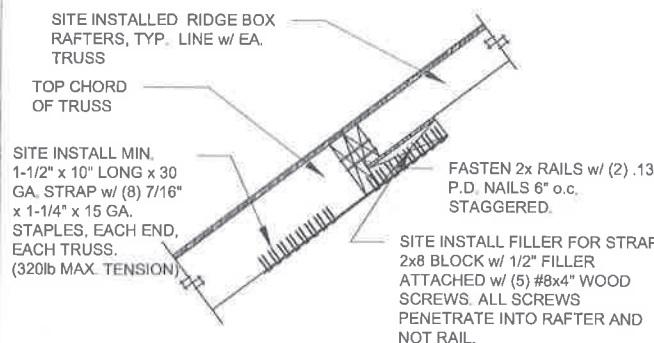 SITE INSTALLED RIDGE BOX
RAFTERS, TYP. LINE w/ EA.
TRUSS
TOP CHORD
OF TRUSS
SITE INSTALL MIN.
1-1/2" x 10" LONG x 30
GA. STRAP w/ (8) 7/16"
x 1-1/4" x 15 GA.
STAPLES, EACH END,
EACH TRUSS.
(320lb MAX. TENSION)
FASTEN 2x RAILS w/ (2) .13
P.D. NAILS 6" o.c.
STAGGERED.
SITE INSTALL FILLER FOR STRAP
2x8 BLOCK w/ 1/2" FILLER
ATTACHED w/ (5) #8x4" WOOD
SCREWS. ALL SCREWS
PENETRATE INTO RAFTER AND
NOT RAIL.